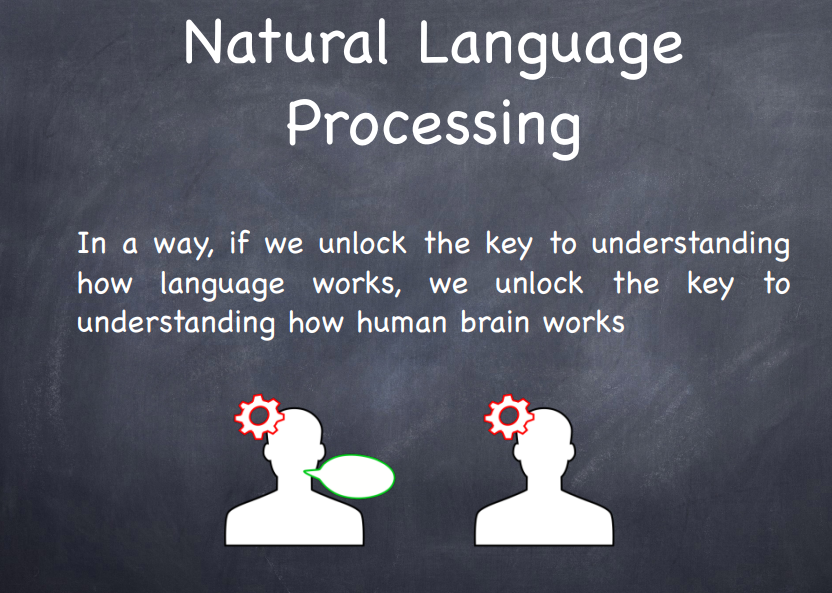 Natural Language
Processing
In a way, if we unlock the key to understanding
how language works, we unlock the key to
understanding how human brain works